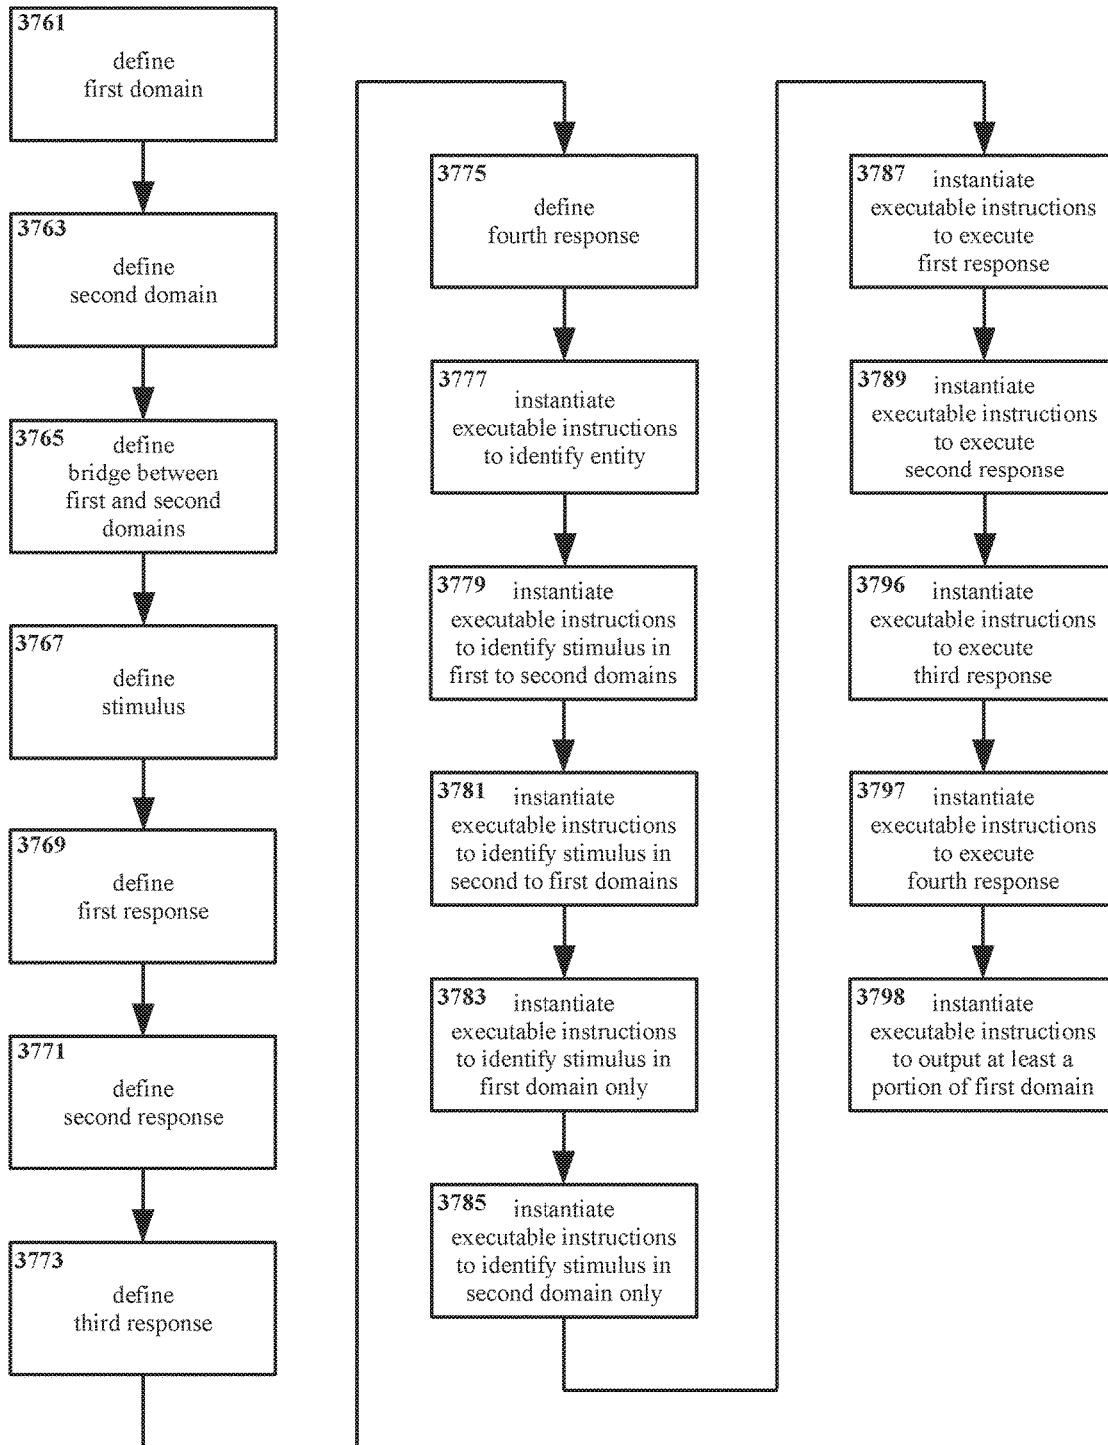 3761
define
first domain
3763
define
second domain
3765
define
bridge between
first and second
domains
3767
define
stimulus
3769
define
first response
3771
define
second response
3773
define
third response
3775
define
fourth response
3777
instantiate
executable instructions
to identify entity
3779
instantiate
executable instructions
to identify stimulus in
first to second domains
3781
instantiate
executable instructions
to identify stimulus in
second to first domains
3783
instantiate
executable instructions
to identify stimulus in
first domain only
3785
instantiate
executable instructions
to identify stimulus in
second domain only
3787
instantiate
executable instructions
to execute
first response
3789
instantiate
executable instructions
to execute
second response
3796
instantiate
executable instructions
to execute
third response
3797
instantiate
executable instructions
to execute
fourth response
3798
instantiate
executable instructions
to output at least a
portion of first domain